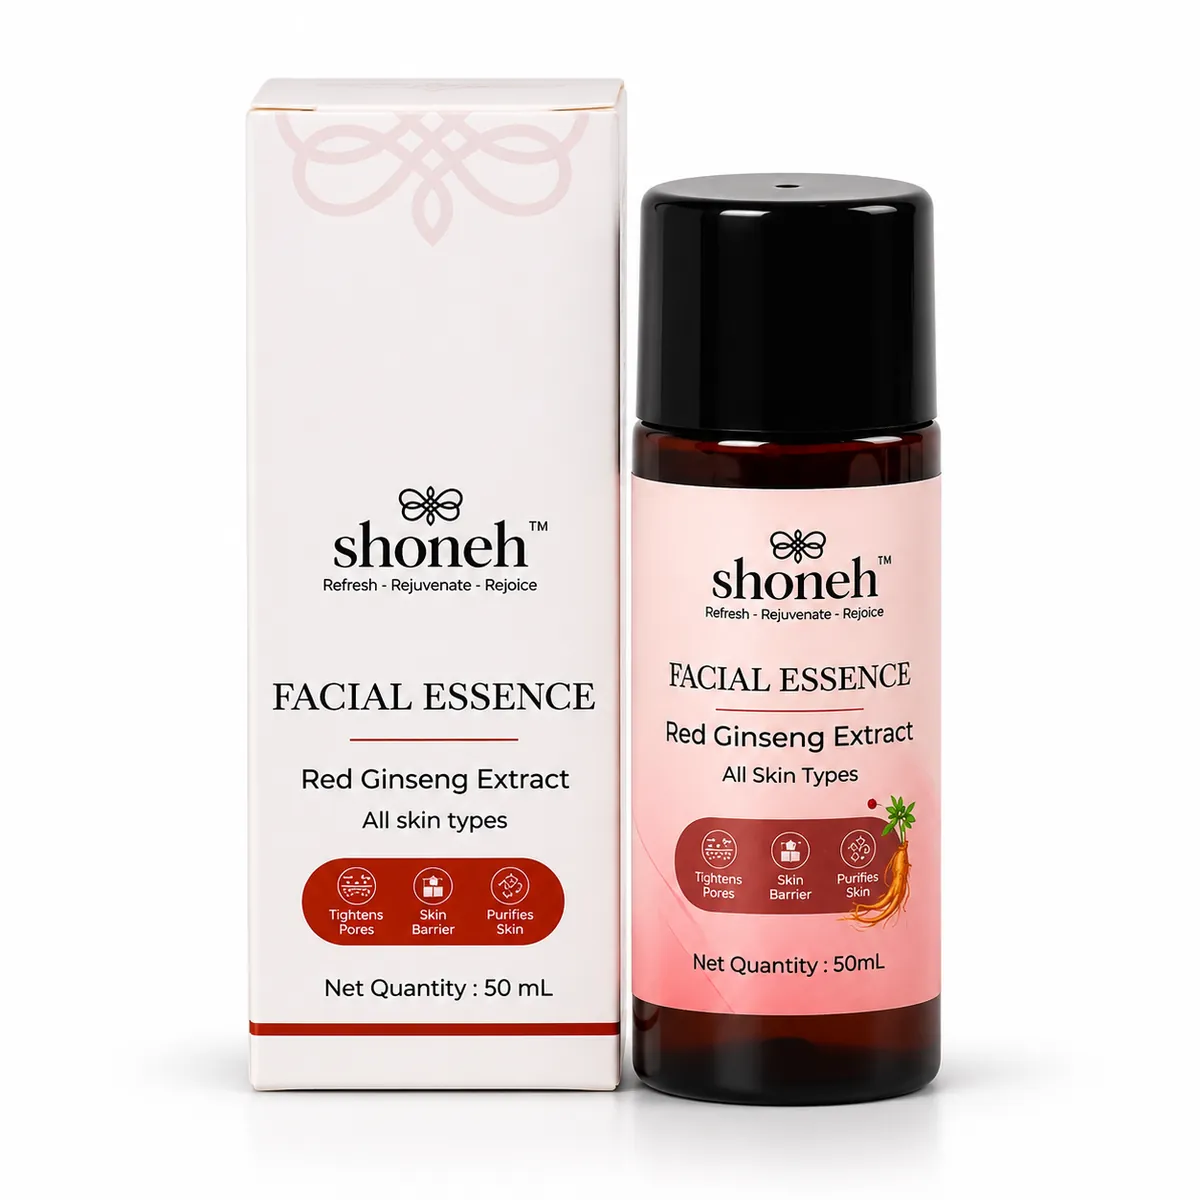 shoneh™
Refresh - Rejuvenate - Rejoice
FACIAL ESSENCE
Red Ginseng Extract
All skin types
Tightens
Pores
Skin
Barrier
Purifies
Skin
Net Quantity : 50 mL
shoneh™
Refresh - Rejuvenate - Rejoice
FACIAL ESSENCE
Red Ginseng Extract
All Skin Types
Tightens
Pores
Skin
Barrier
Purifies
Skin
Net Quantity : 50mL